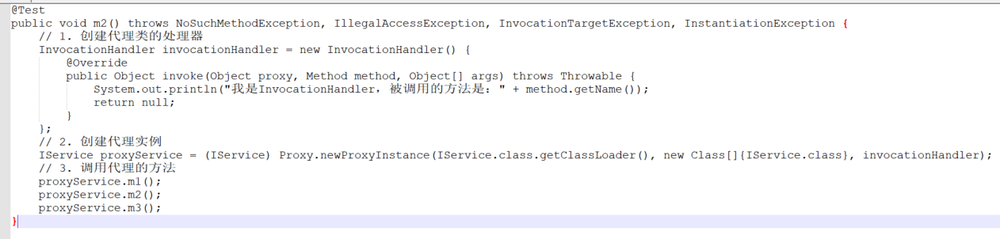 @Test
public void m2() throws NoSuchMethodException, IllegalAccessException, InvocationTargetException, InstantiationException {
    // 1. 创建代理类的处理器
    InvocationHandler invocationHandler = new InvocationHandler() {
        @Override
        public Object invoke(Object proxy, Method method, Object[] args) throws Throwable {
            System.out.println("我是InvocationHandler，被调用的方法是：" + method.getName());
            return null;
        }
    };
    // 2. 创建代理实例
    IService proxyService = (IService) Proxy.newProxyInstance(IService.class.getClassLoader(), new Class[]{IService.class}, invocationHandler);
    // 3. 调用代理的方法
    proxyService.m1();
    proxyService.m2();
    proxyService.m3();
}